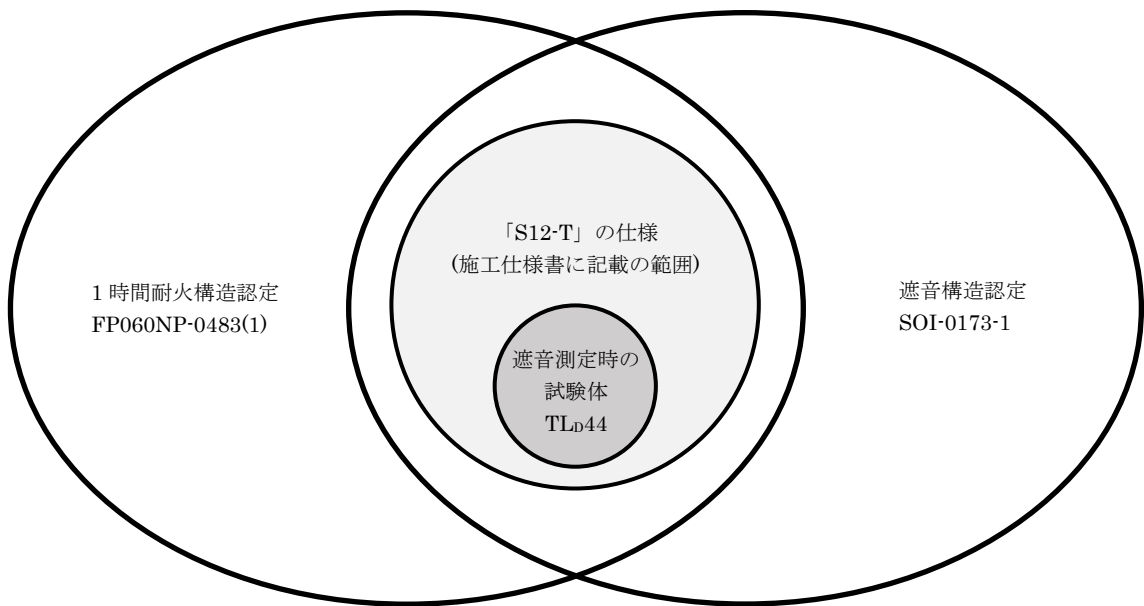 1 時間耐火構造認定
FP060NP-0483(1)
「S12-T」の仕様
(施工仕様書に記載の範囲)
遮音測定時の
試験体
TLD44
遮音構造認定
SOI-0173-1